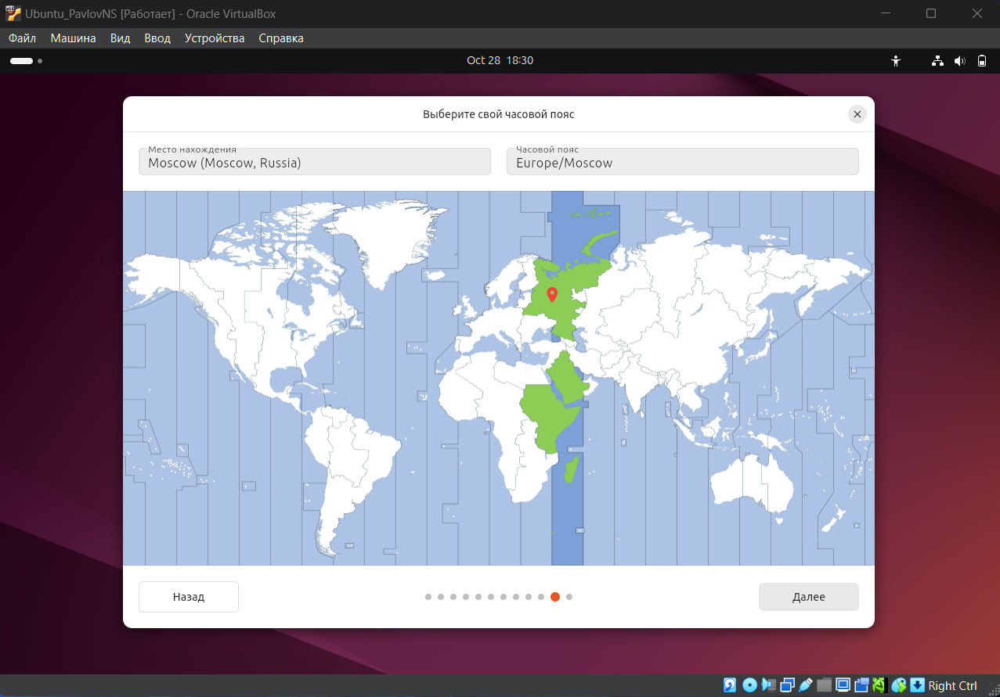 Ubuntu_PavlovNS [Работает] - Oracle VirtualBox
Файл Машина Вид Ввод Устройства Справка
Oct 28 18:30
Выберите свой часовой пояс
Место нахождения
Moscow (Moscow, Russia)
Часовой пояс
Europe/Moscow
Назад
Далее
Right Ctrl